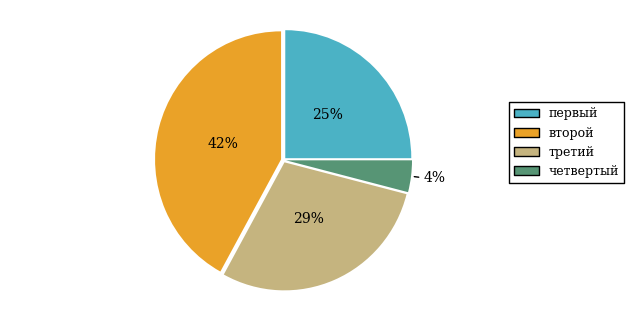 25%
42%
4%
29%
первый
второй
третий
четвертый